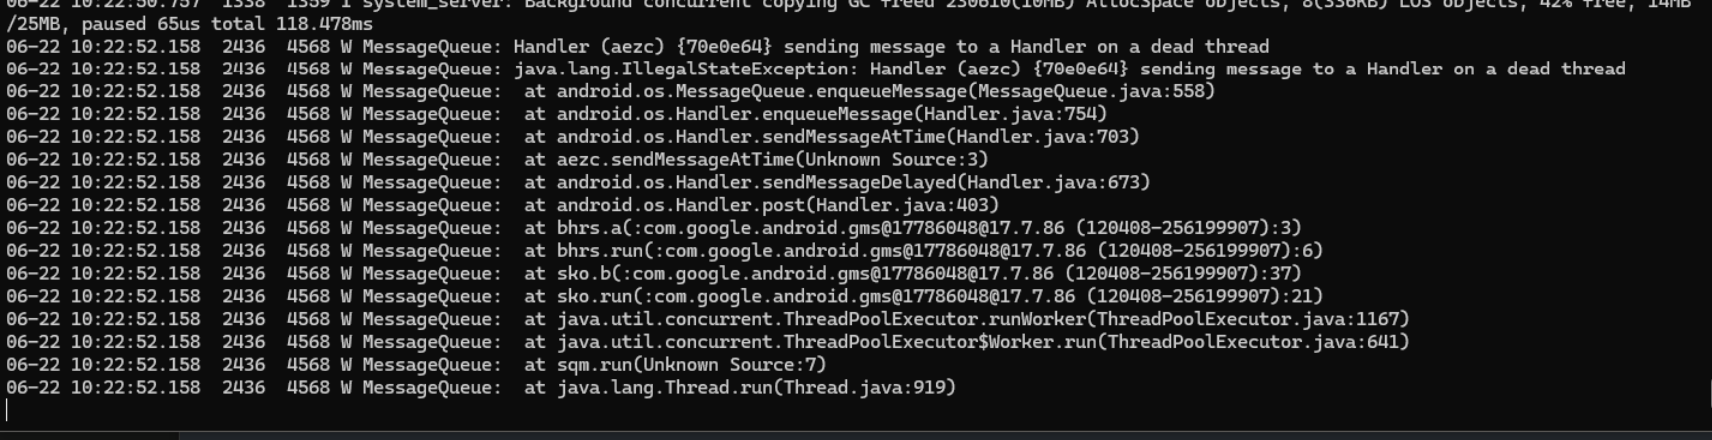 06-22 10:22:50.757  1338  1359 I system_server: Background concurrent copying GC freed 230610(10MB) AllocSpace objects, 8(336KB) LOS objects, 42% free, 14MB
/25MB, paused 65us total 118.478ms
06-22 10:22:52.158  2436  4568 W MessageQueue: Handler (aezc) {70e0e64} sending message to a Handler on a dead thread
06-22 10:22:52.158  2436  4568 W MessageQueue: java.lang.IllegalStateException: Handler (aezc) {70e0e64} sending message to a Handler on a dead thread
06-22 10:22:52.158  2436  4568 W MessageQueue:  at android.os.MessageQueue.enqueueMessage(MessageQueue.java:558)
06-22 10:22:52.158  2436  4568 W MessageQueue:  at android.os.Handler.enqueueMessage(Handler.java:754)
06-22 10:22:52.158  2436  4568 W MessageQueue:  at android.os.Handler.sendMessageAtTime(Handler.java:703)
06-22 10:22:52.158  2436  4568 W MessageQueue:  at aezc.sendMessageAtTime(Unknown Source:3)
06-22 10:22:52.158  2436  4568 W MessageQueue:  at android.os.Handler.sendMessageDelayed(Handler.java:673)
06-22 10:22:52.158  2436  4568 W MessageQueue:  at android.os.Handler.post(Handler.java:403)
06-22 10:22:52.158  2436  4568 W MessageQueue:  at bhrs.a(:com.google.android.gms@17786048@17.7.86 (120408-256199907):3)
06-22 10:22:52.158  2436  4568 W MessageQueue:  at bhrs.run(:com.google.android.gms@17786048@17.7.86 (120408-256199907):6)
06-22 10:22:52.158  2436  4568 W MessageQueue:  at sko.b(:com.google.android.gms@17786048@17.7.86 (120408-256199907):37)
06-22 10:22:52.158  2436  4568 W MessageQueue:  at sko.run(:com.google.android.gms@17786048@17.7.86 (120408-256199907):21)
06-22 10:22:52.158  2436  4568 W MessageQueue:  at java.util.concurrent.ThreadPoolExecutor.runWorker(ThreadPoolExecutor.java:1167)
06-22 10:22:52.158  2436  4568 W MessageQueue:  at java.util.concurrent.ThreadPoolExecutor$Worker.run(ThreadPoolExecutor.java:641)
06-22 10:22:52.158  2436  4568 W MessageQueue:  at sqm.run(Unknown Source:7)
06-22 10:22:52.158  2436  4568 W MessageQueue:  at java.lang.Thread.run(Thread.java:919)